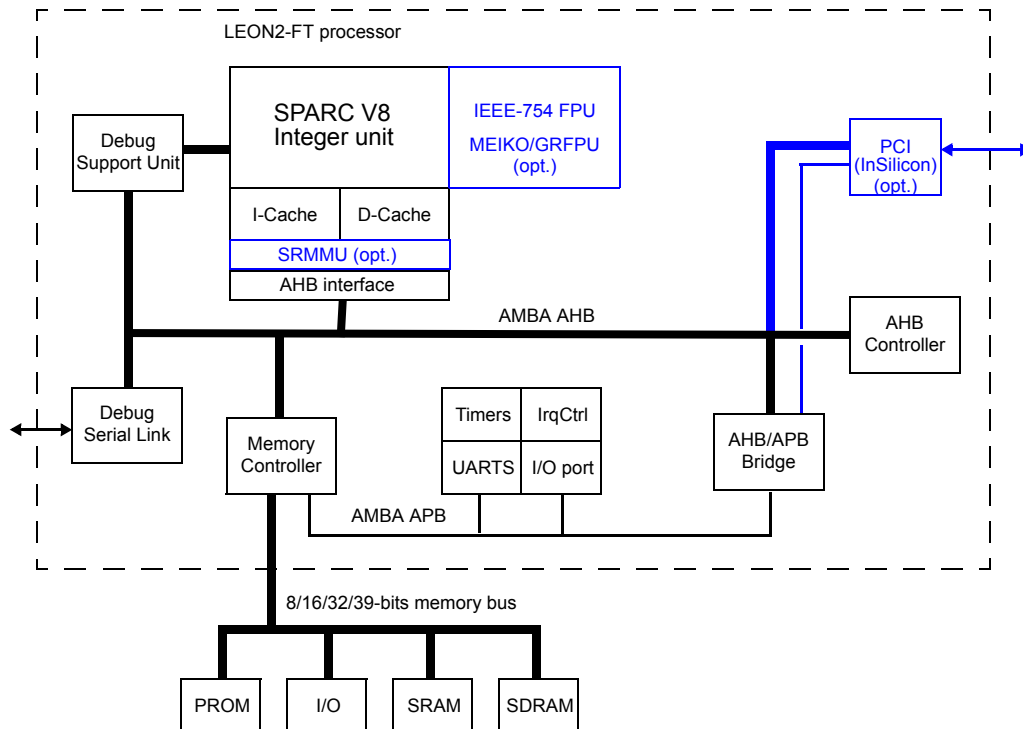 LEON2-FT processor
SPARC V8
Integer unit
IEEE-754 FPU
MEIKO/GRFPU
(opt.)
Debug
Support Unit
PCI
(InSilicon)
(opt.)
I-Cache
D-Cache
SRMMU (opt.)
AHB interface
AMBA AHB
AHB
Controller
Debug
Serial Link
Memory
Controller
Timers
IrqCtrl
UARTS
I/O port
AHB/APB
Bridge
AMBA APB
8/16/32/39-bits memory bus
PROM
I/O
SRAM
SDRAM